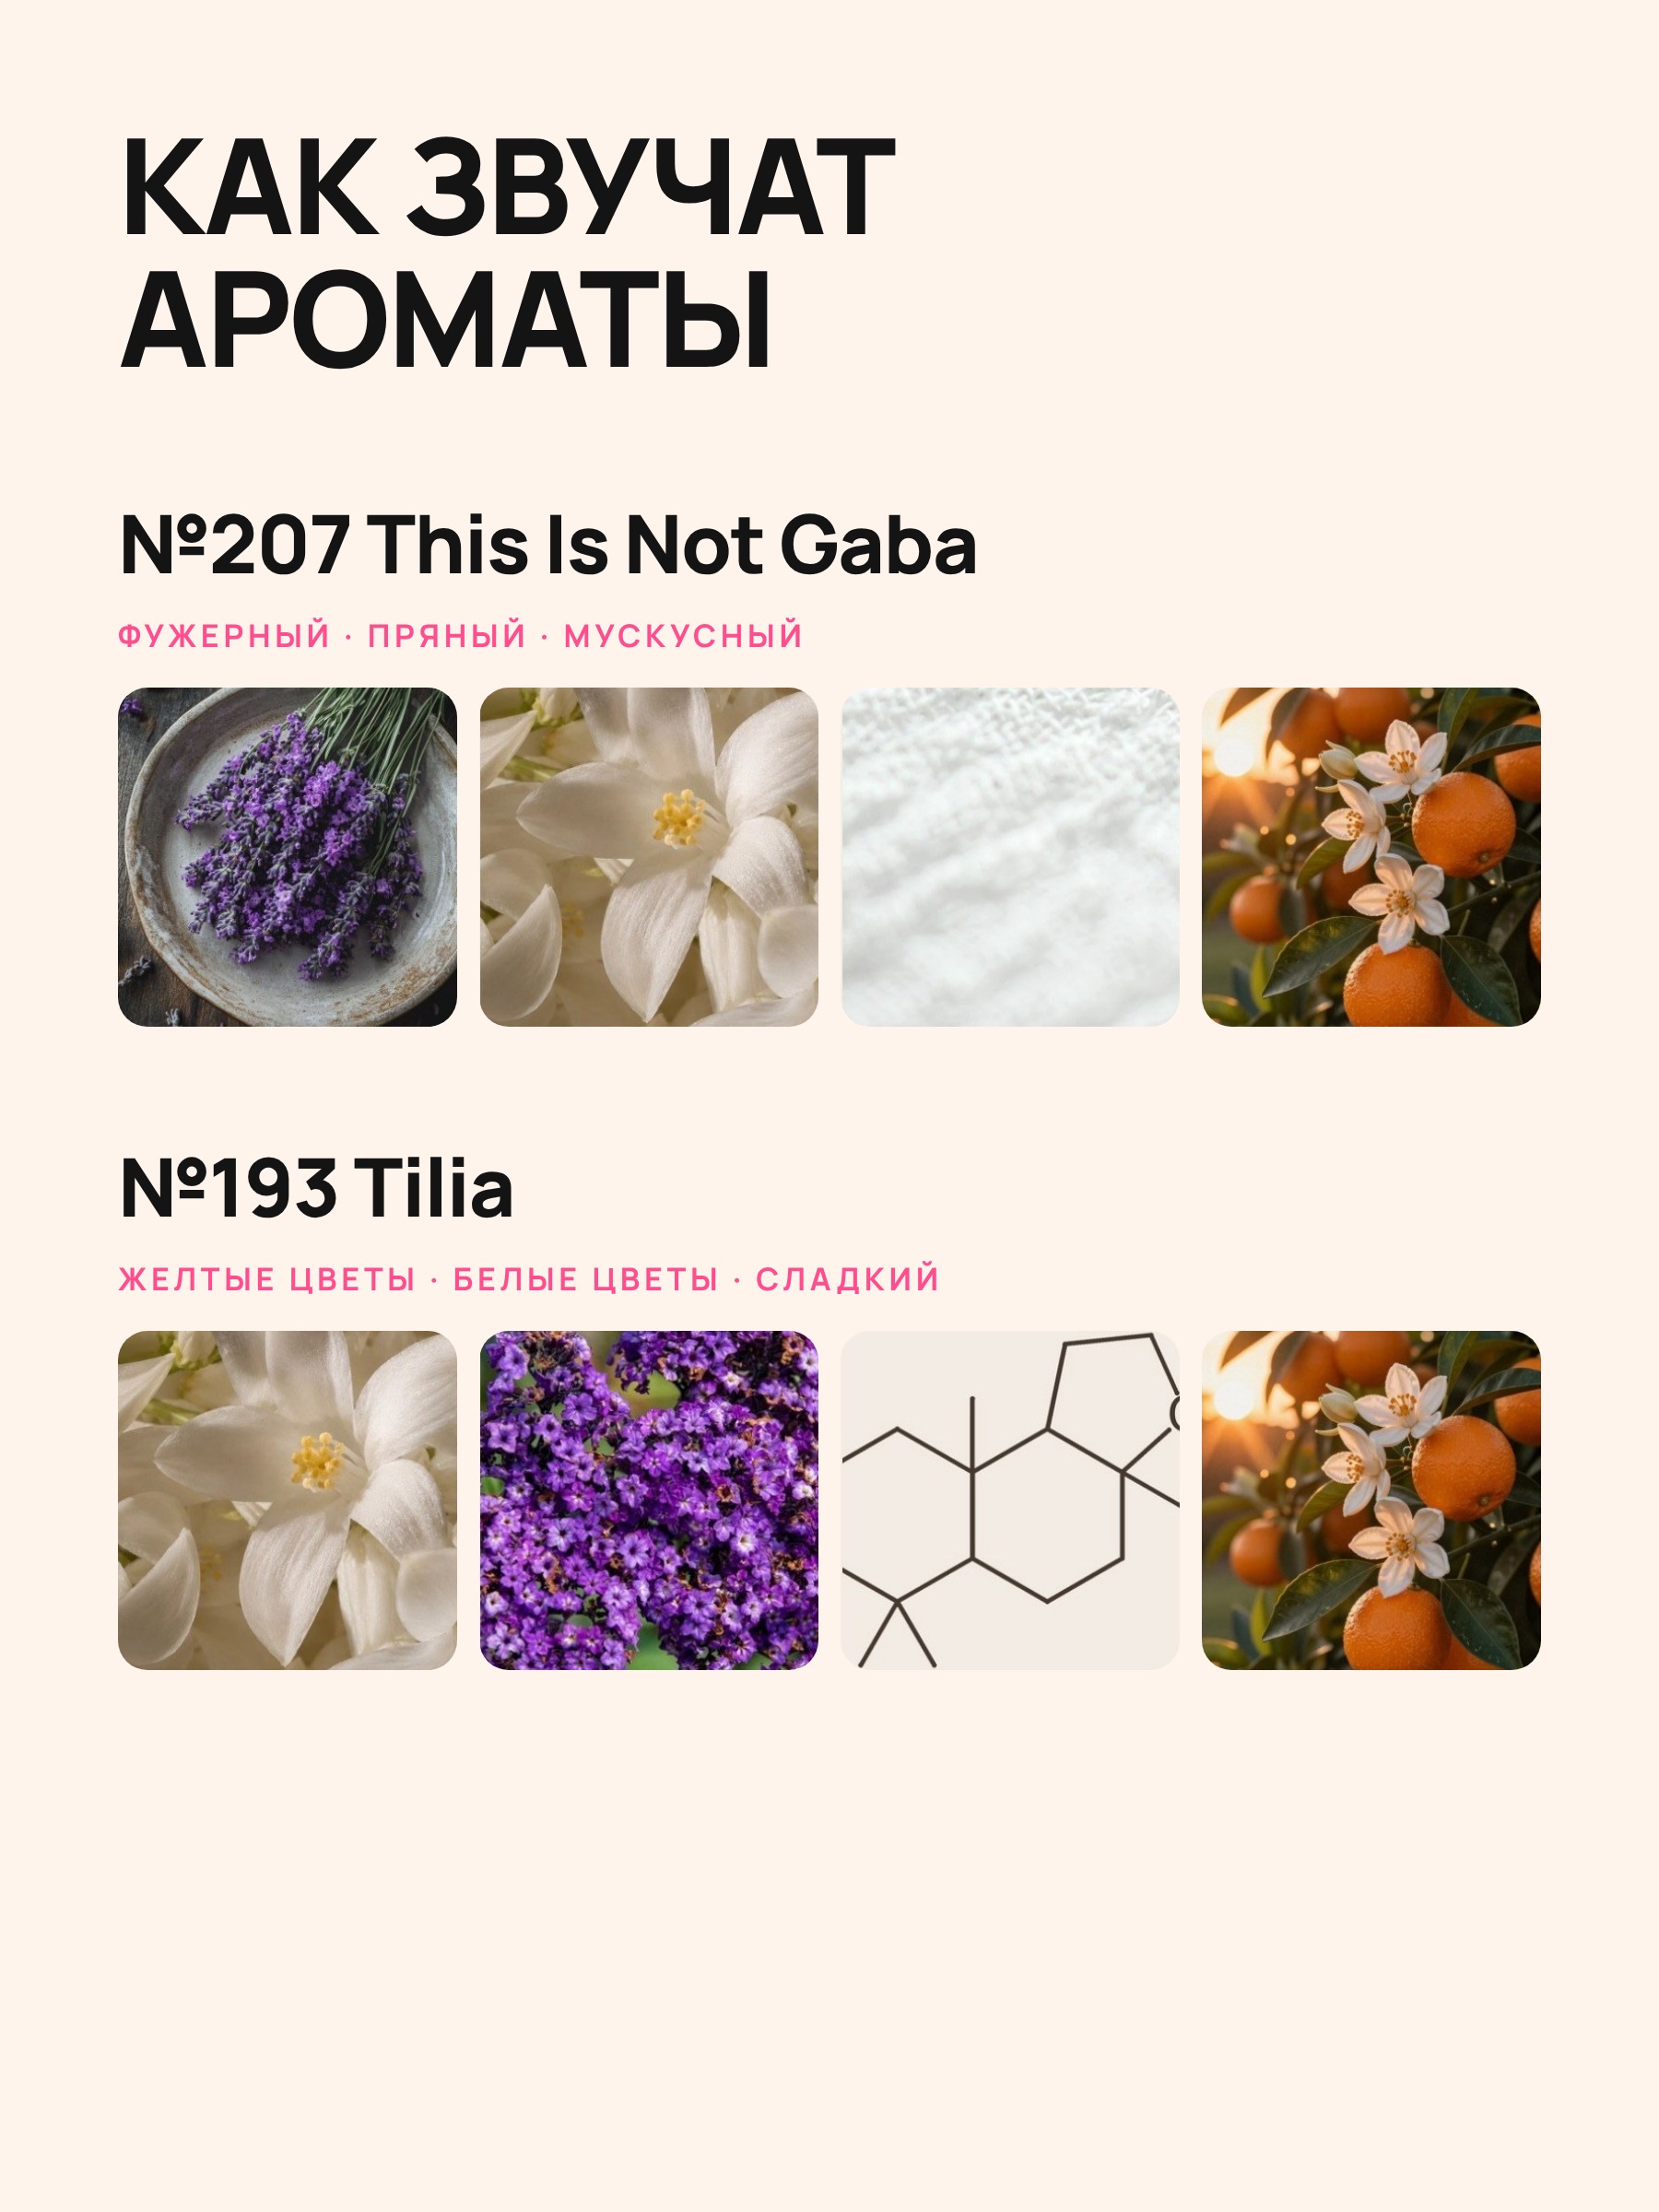 КАК ЗВУЧАТ
АРОМАТЫ
№207 This Is Not Gaba
ФУЖЕРНЫЙ · ПРЯНЫЙ · МУСКУСНЫЙ
№193 Tilia
ЖЕЛТЫЕ ЦВЕТЫ · БЕЛЫЕ ЦВЕТЫ · СЛАДКИЙ